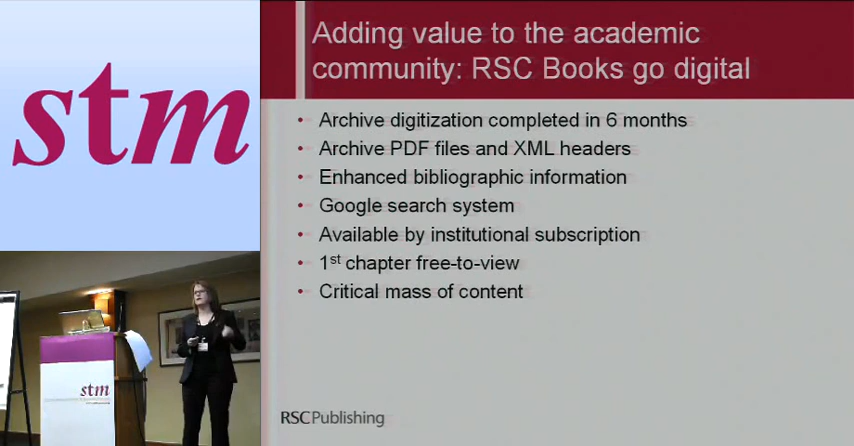 stm
Adding value to the academic
community: RSC Books go digital
• Archive digitization completed in 6 months
• Archive PDF files and XML headers
• Enhanced bibliographic information
• Google search system
• Available by institutional subscription
• 1st chapter free-to-view
• Critical mass of content
stm
RSCPublishing